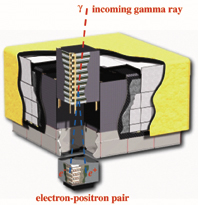 γ incoming gamma ray
electron-positron pair